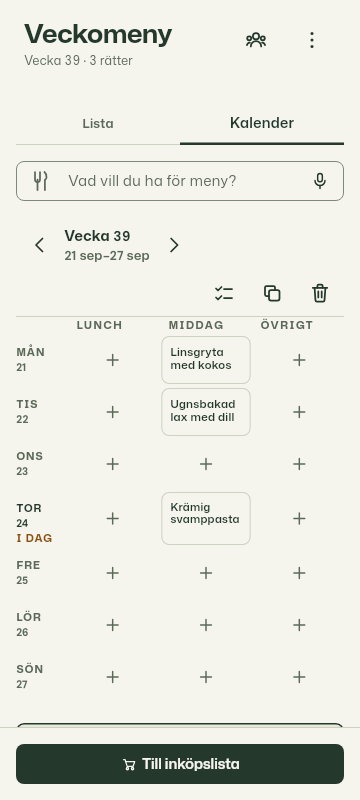 Veckomeny
Vecka 39 · 3 rätter
Lista
Kalender
Vad vill du ha för meny?
Vecka 39
21 sep–27 sep
LUNCH
MIDDAG
ÖVRIGT
MÅN
21
Linsgryta
med kokos
TIS
22
Ugnsbakad
lax med dill
ONS
23
TOR
24
I DAG
Krämig
svamppasta
FRE
25
LÖR
26
SÖN
27
Till inköpslista